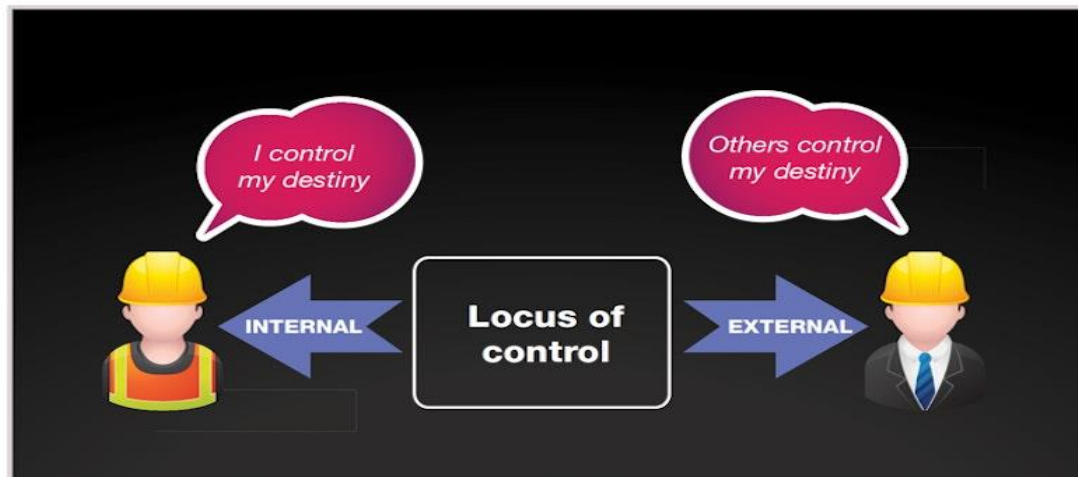 I control
my destiny
Others control
my destiny
INTERNAL
Locus of
control
EXTERNAL